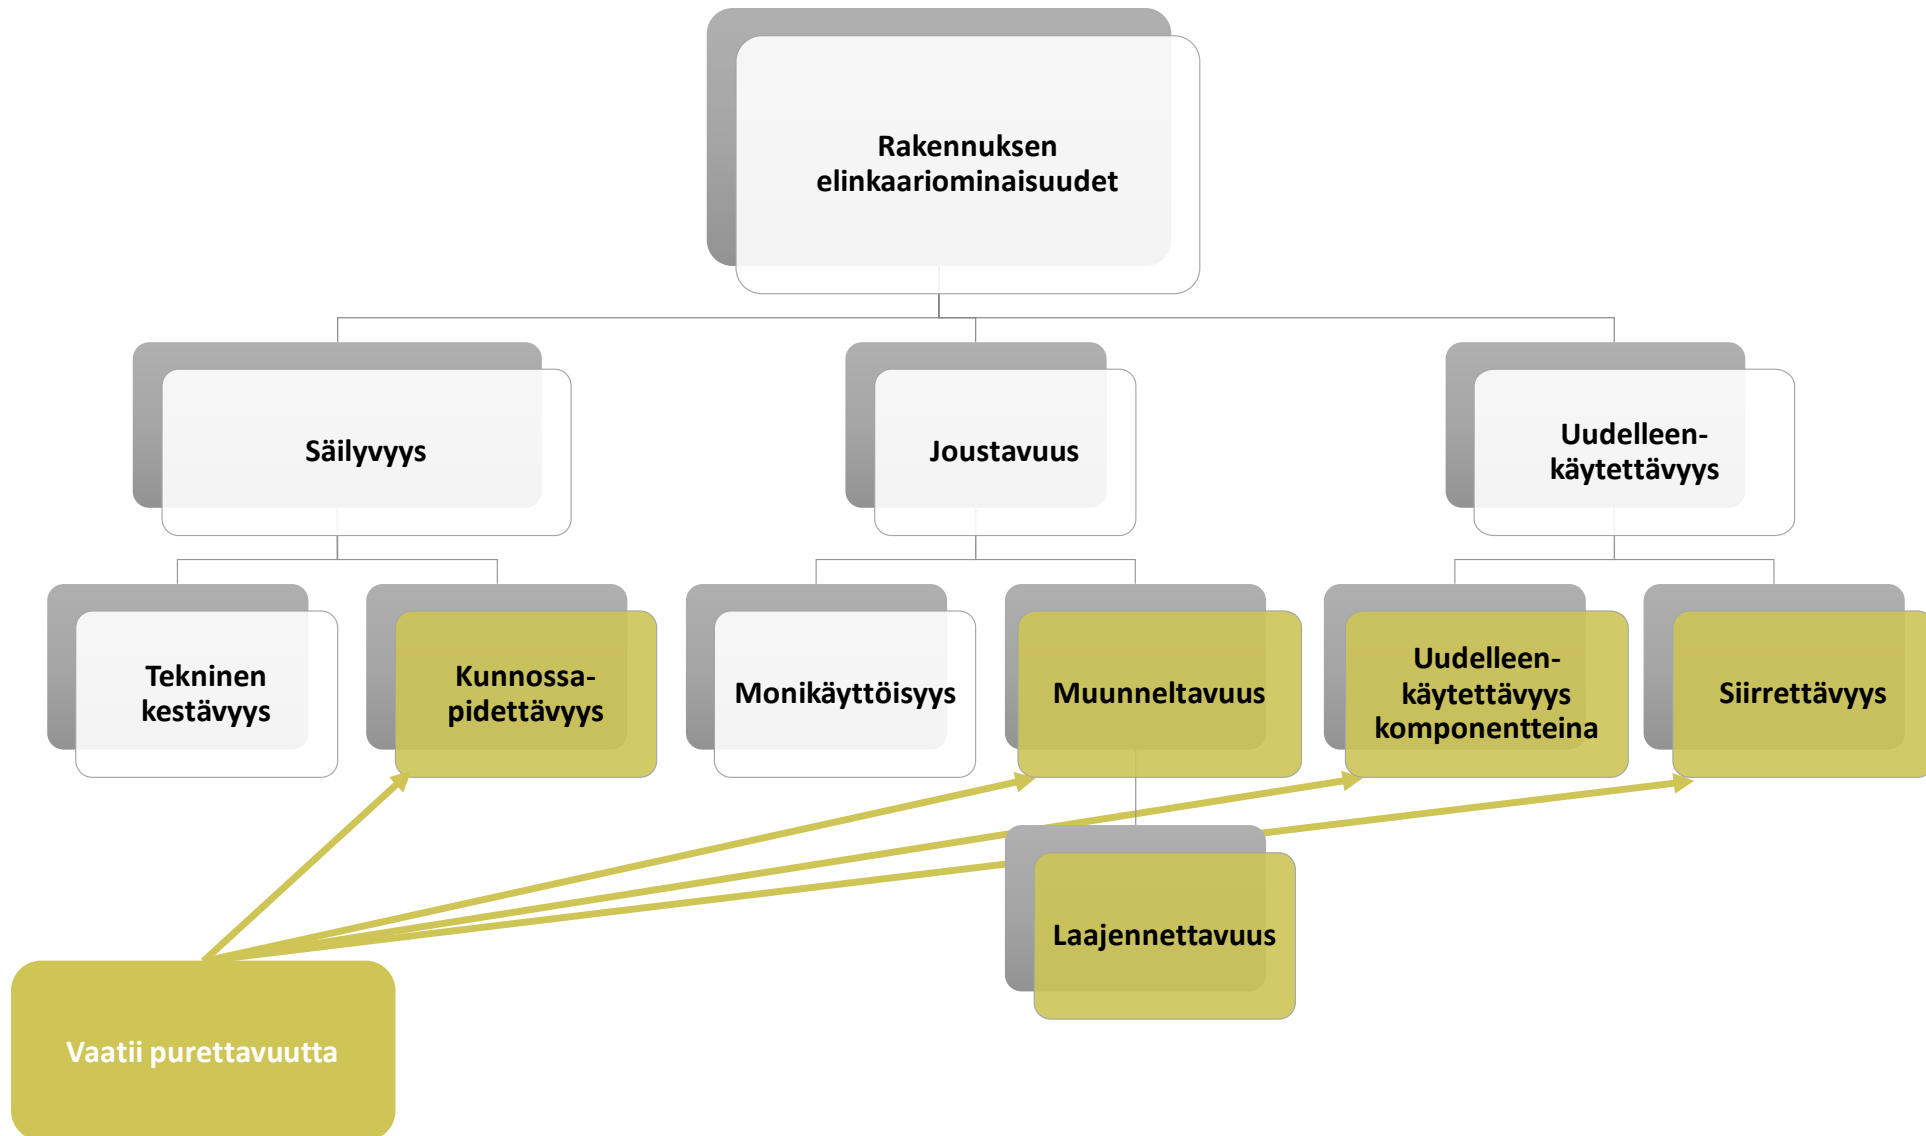 Rakennuksen
elinkaariominaisuudet
Säilyvyys
Joustavuus
Uudelleen-
käytettävyys
Tekninen
kestävyys
Kunnossa-
pidettävyys
Monikäyttöisyys
Muunneltavuus
Uudelleen-
käytettävyys
komponentteina
Siirrettävyys
Laajennettavuus
Vaatii purettavuutta